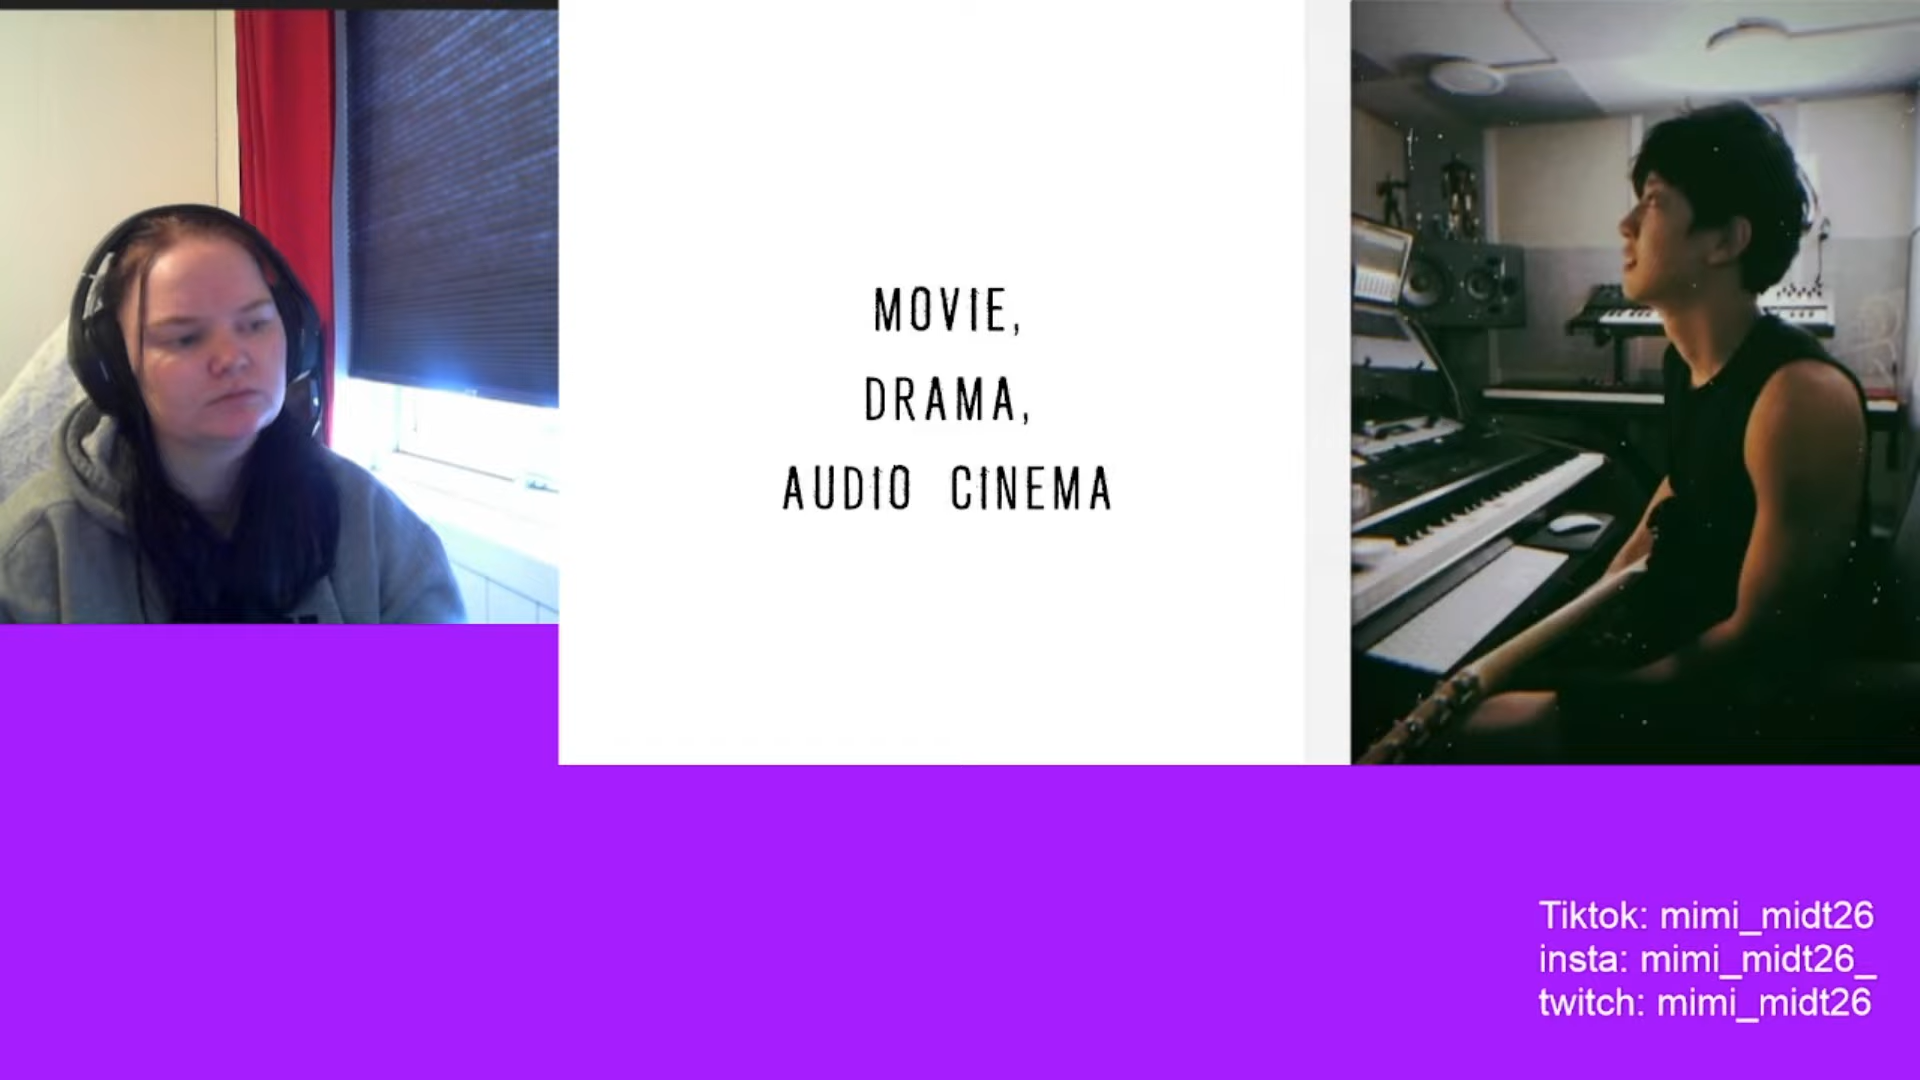 MOVIE,
DRAMA,
AUDIO CINEMA
Tiktok: mimi_midt26
insta: mimi_midt26_
twitch: mimi_midt26